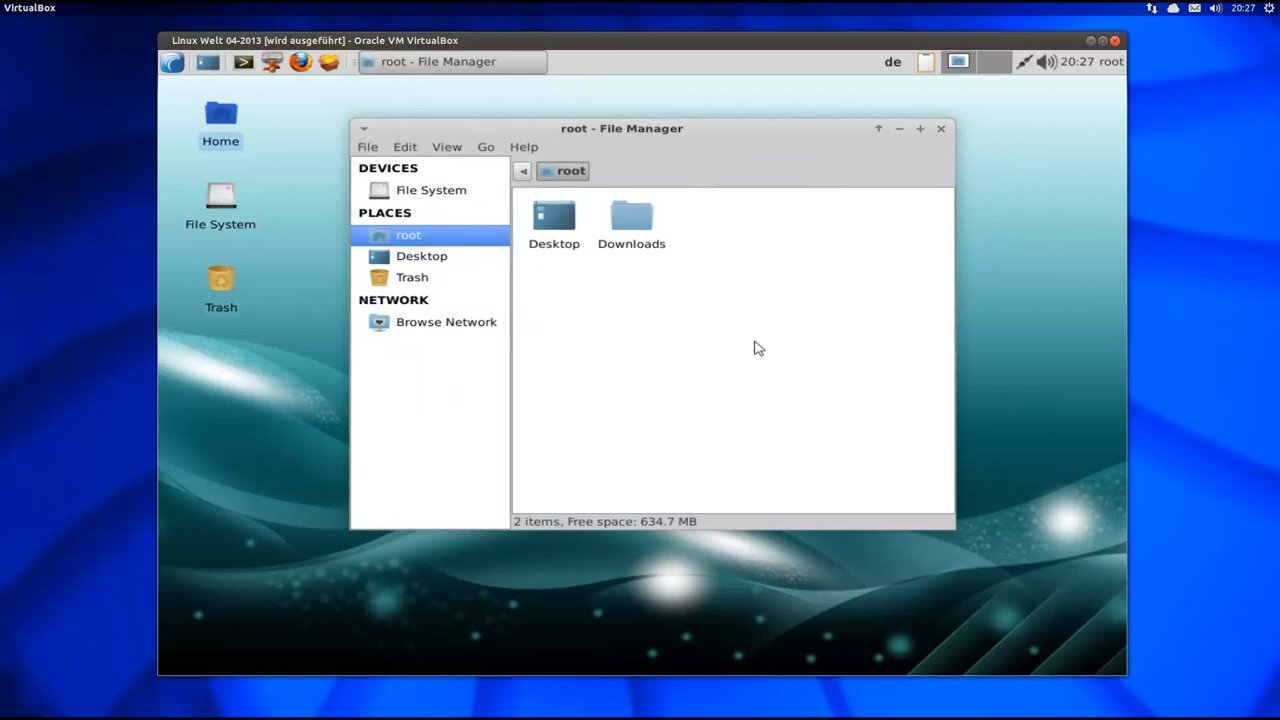 VirtualBox
20:27
Linux Welt 04-2013 [wird ausgeführt] - Oracle VM VirtualBox
root - File Manager
de
20:27 root
Home
File System
Trash
root - File Manager
File Edit View Go Help
DEVICES
File System
PLACES
root
Desktop
Trash
NETWORK
Browse Network
root
Desktop
Downloads
2 items, Free space: 634.7 MB